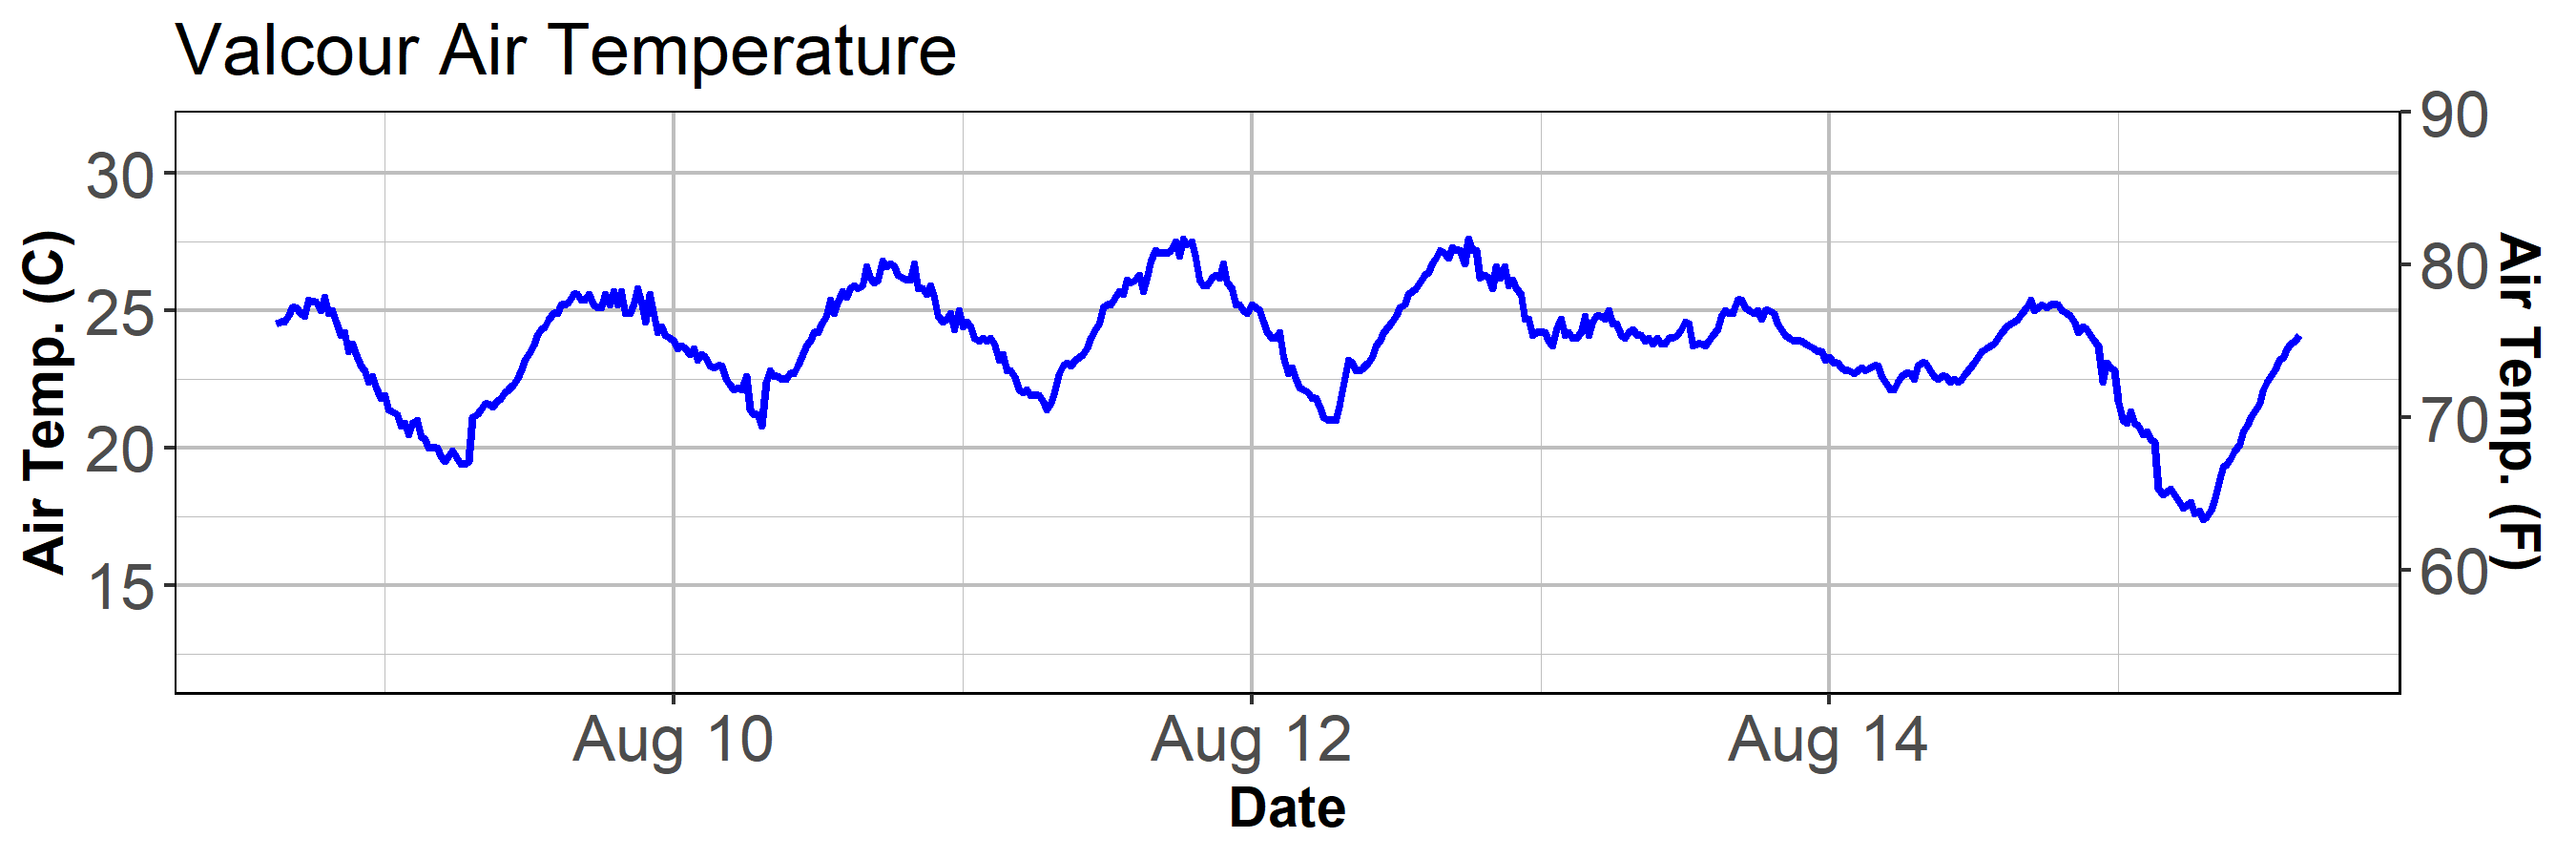 Valcour Air Temperature
Air Temp. (C)
30
25
20
15
90
80
70
60
Air Temp. (F)
Aug 10
Aug 12
Aug 14
Date